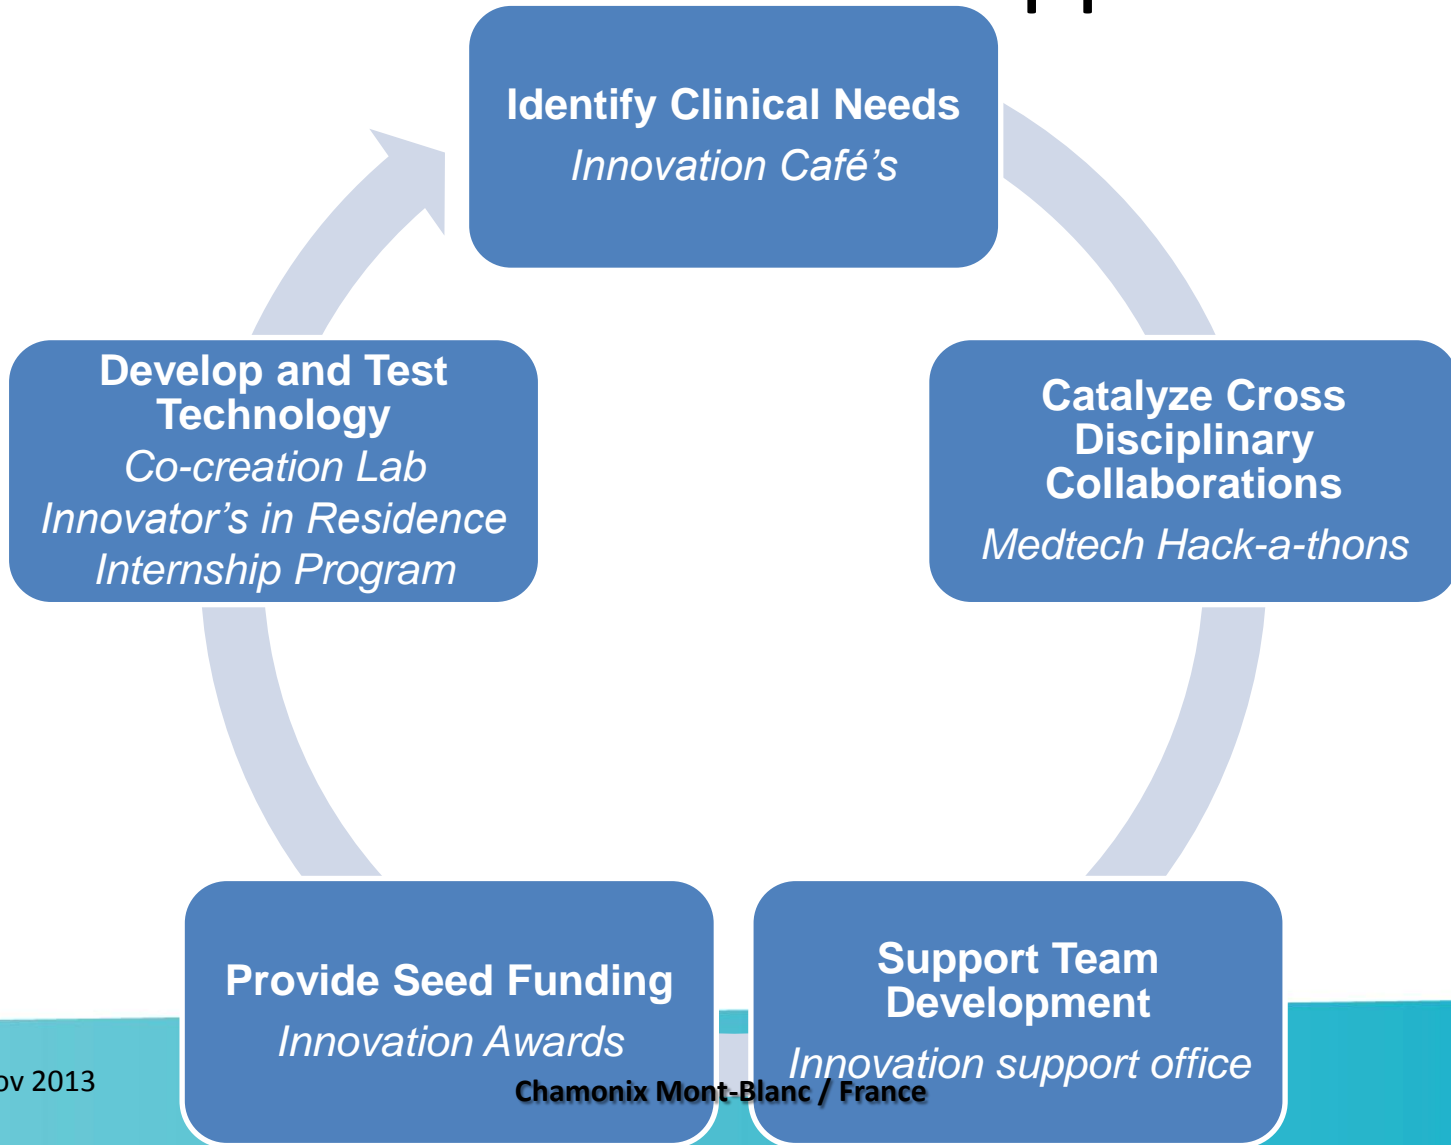 Identify Clinical Needs
Innovation Café's
Catalyze Cross
Disciplinary
Collaborations
Medtech Hack-a-thons
Support Team
Development
Innovation support office
Provide Seed Funding
Innovation Awards
Develop and Test
Technology
Co-creation Lab
Innovator's in Residence
Internship Program
2013
Chamonix Mont-Blanc / France